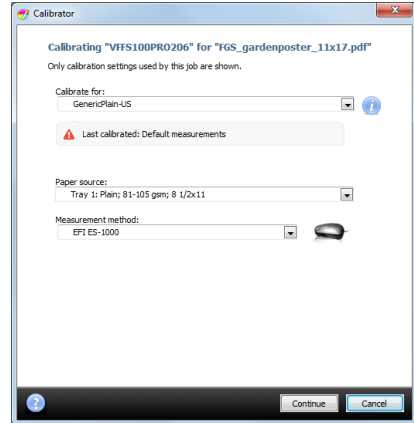 Calibrator
Calibrating "VFFS100PRO206" for "FGS_gardenposter_11x17.pdf"
Only calibration settings used by this job are shown.
Calibrate for:
GenericPlain-US
Last calibrated: Default measurements
Paper source:
Tray 1: Plain; 81-105 gsm; 8 1/2x11
Measurement method:
EFI ES-1000
Continue Cancel